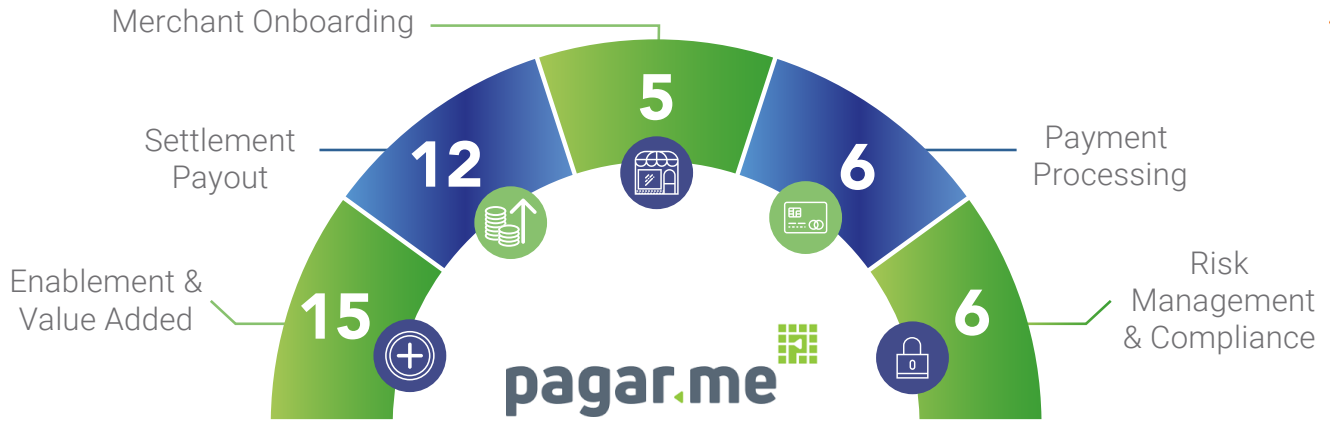 Merchant Onboarding
5
Settlement
Payout
12
6
Payment
Processing
Enablement &
Value Added
15
6
Risk
Management
& Compliance
pagar.me